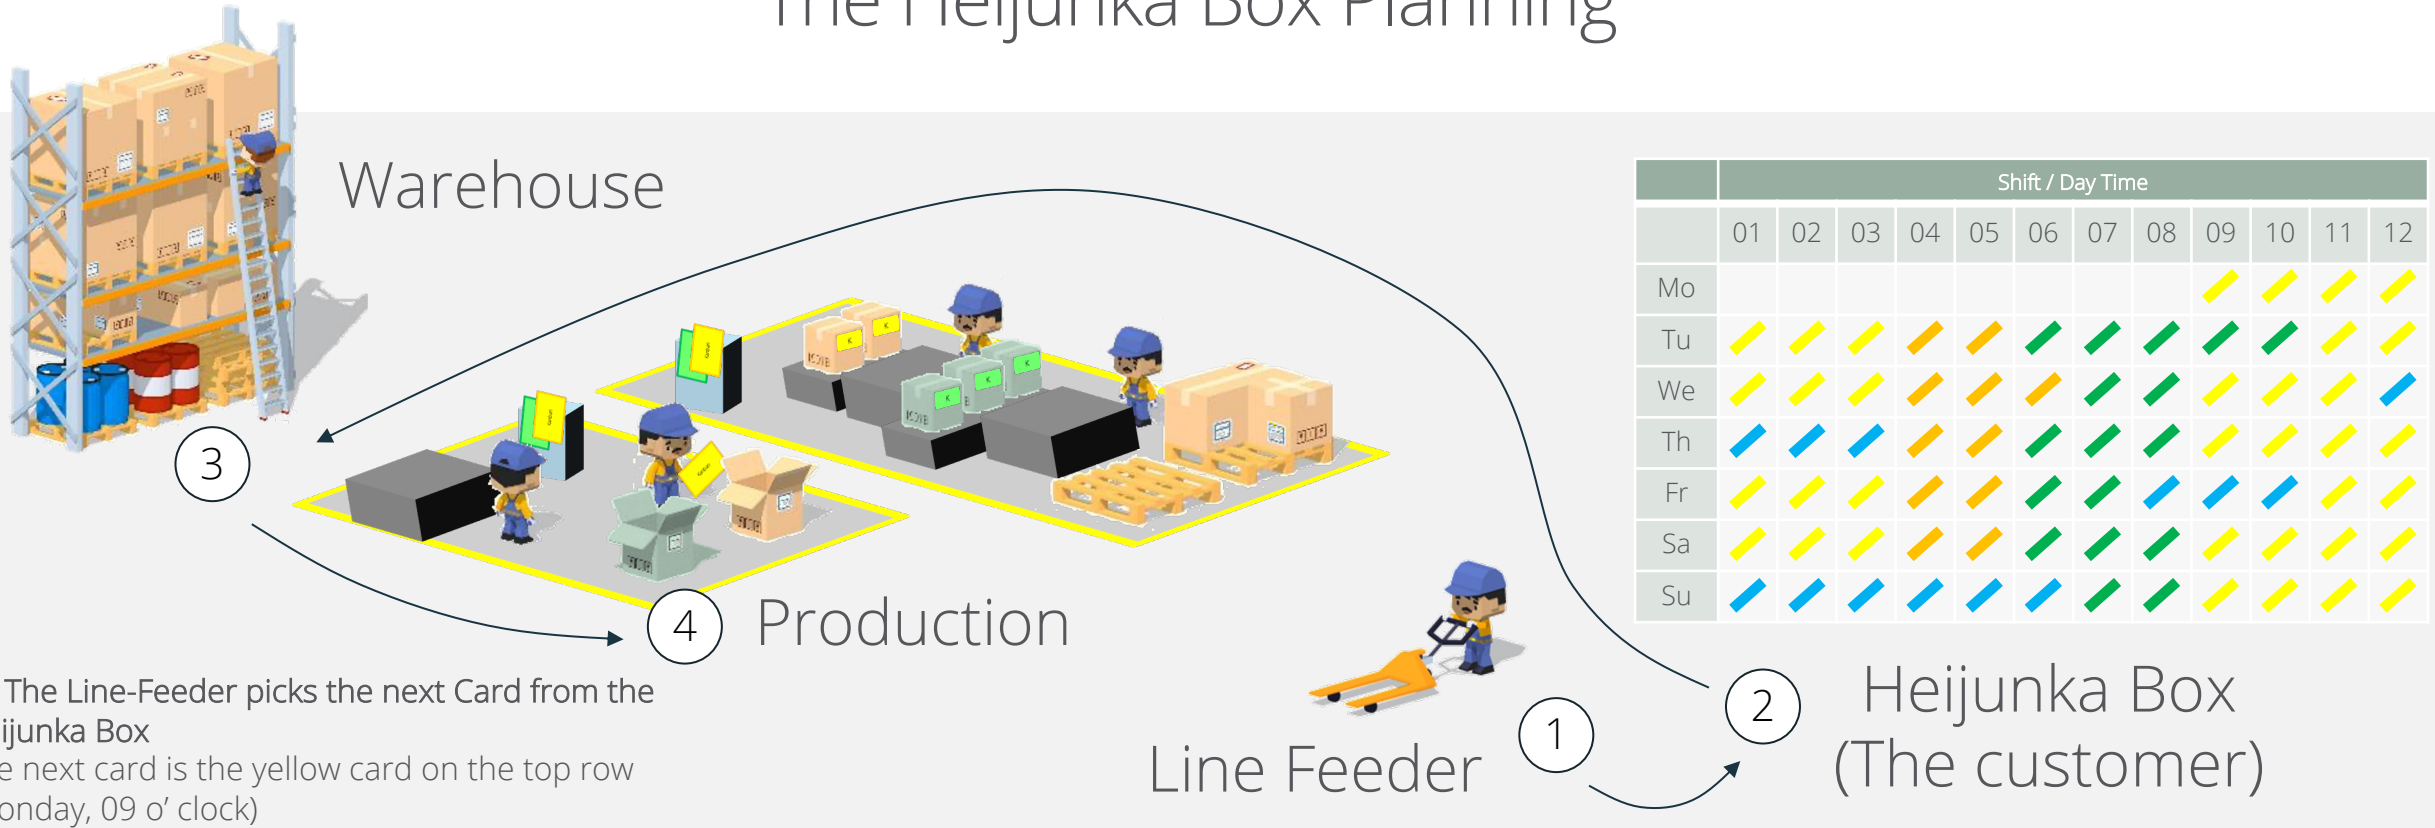 The Heijunka Box Planning
Warehouse
Shift / Day Time
01 02 03 04 05 06 07 08 09 10 11 12
Mo
Tu
We
Th
Fr
Sa
Su
K
K
K
K
K
3
4
Production
The Line-Feeder picks the next Card from the
ijunka Box
e next card is the yellow card on the top row
onday, 09 o' clock)
1
Line Feeder
2
Heijunka Box
(The customer)